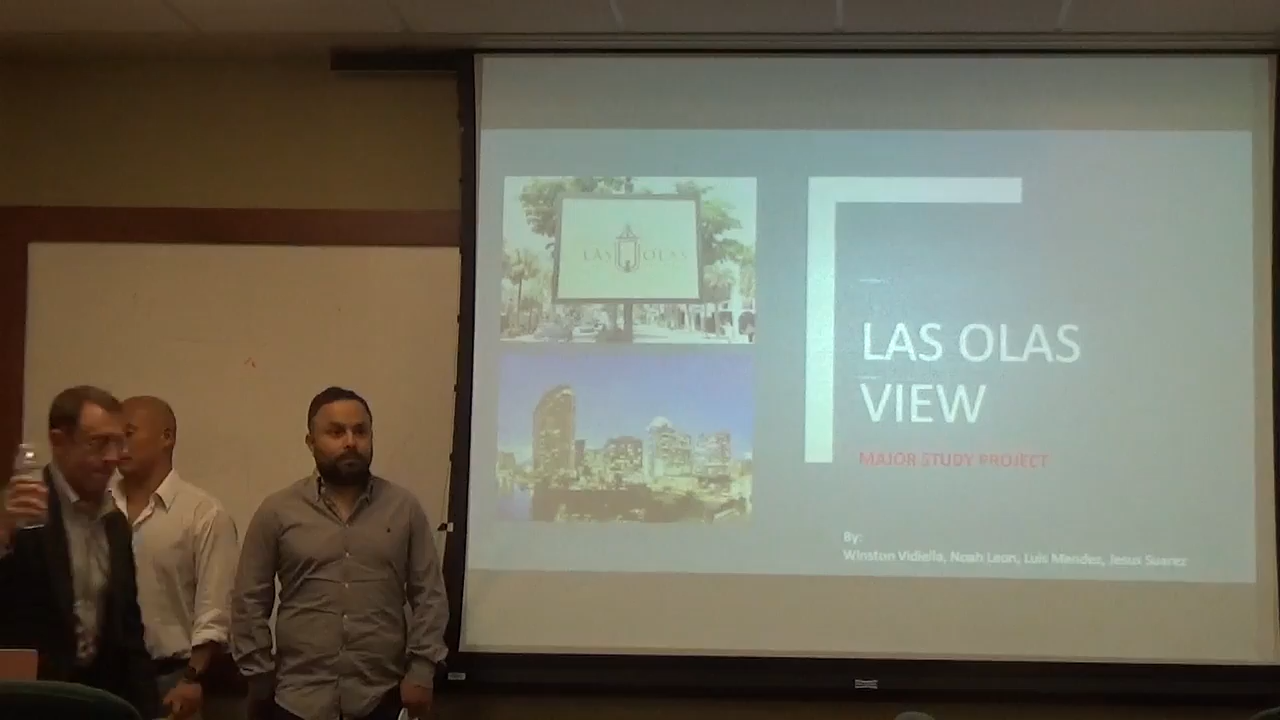 LAS OLAS
LAS OLAS
VIEW
MAJOR STUDY PROJECT
By:
Winston Vidiella, Noah Leon, Luis Mendez, Jesus Suarez